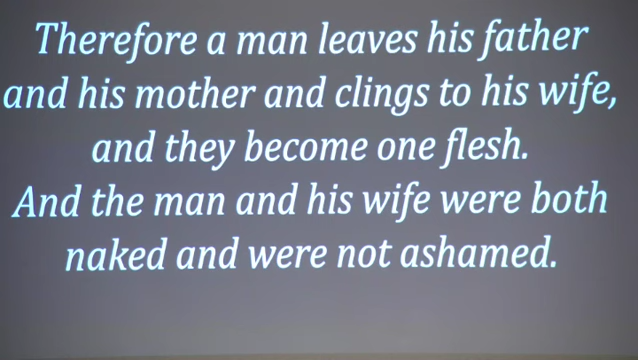 Therefore a man leaves his father
and his mother and clings to his wife,
and they become one flesh.
And the man and his wife were both
naked and were not ashamed.